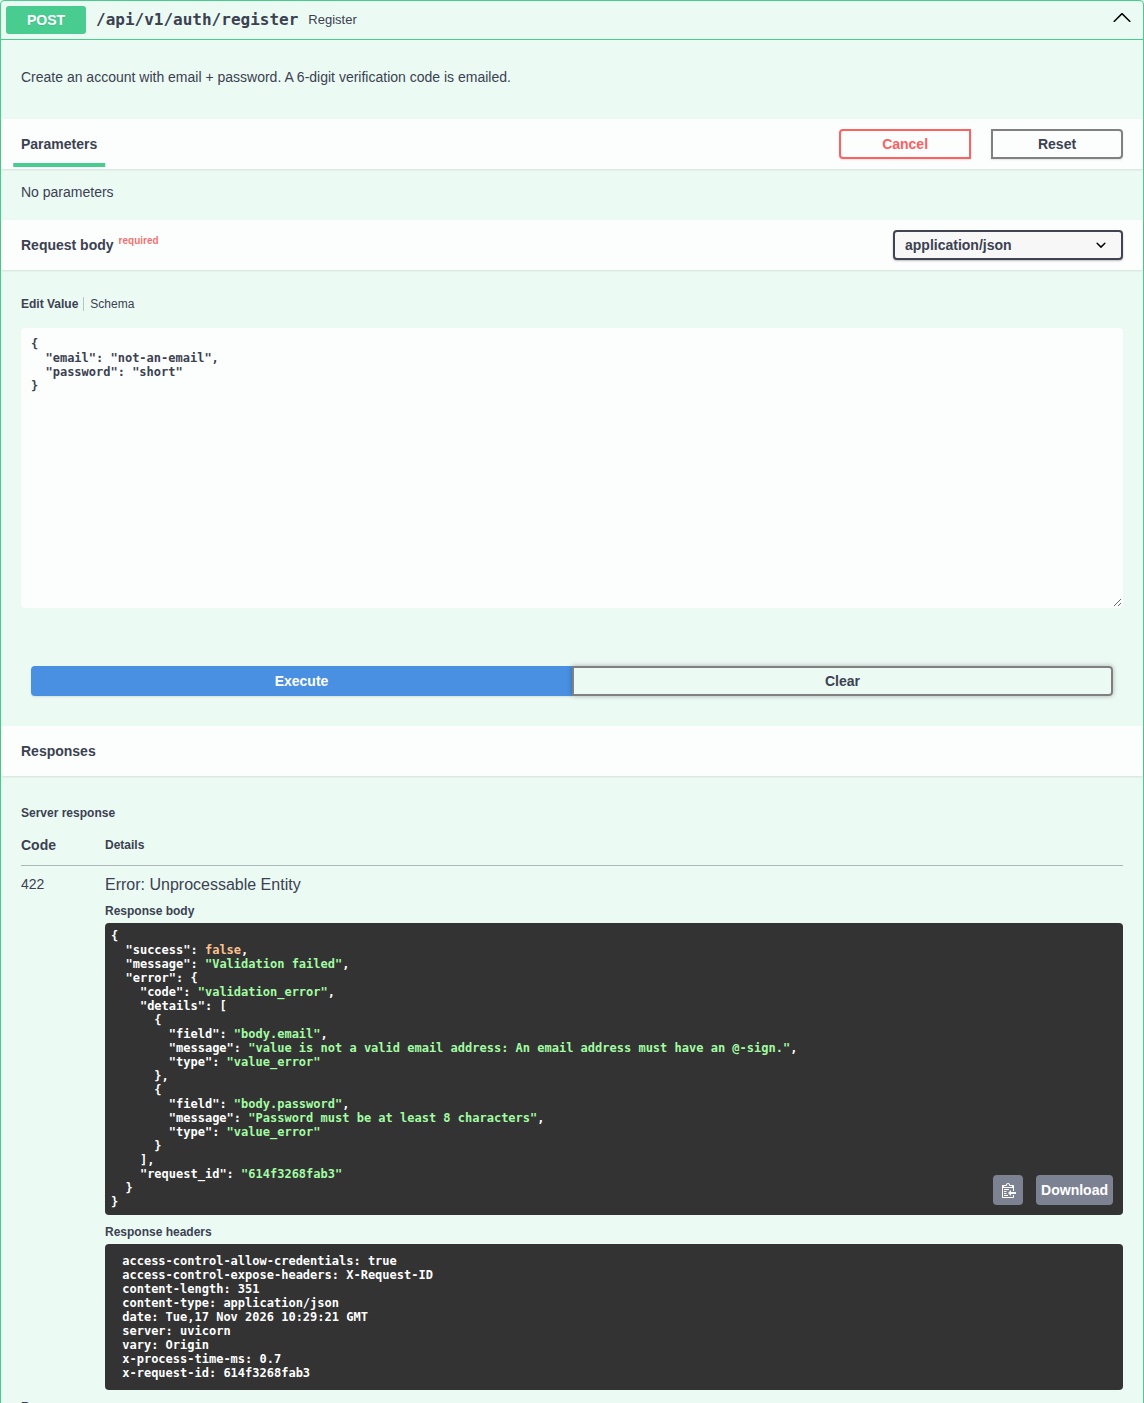 POST /api/v1/auth/register Register
Create an account with email + password. A 6-digit verification code is emailed.
Parameters Cancel Reset
No parameters
Request body required application/json
Edit Value Schema
{
  "email": "not-an-email",
  "password": "short"
}
Execute Clear
Responses
Server response
Code Details
422 Error: Unprocessable Entity
Response body
{
  "success": false,
  "message": "Validation failed",
  "error": {
    "code": "validation_error",
    "details": [
      {
        "field": "body.email",
        "message": "value is not a valid email address: An email address must have an @-sign.",
        "type": "value_error"
      },
      {
        "field": "body.password",
        "message": "Password must be at least 8 characters",
        "type": "value_error"
      }
    ],
    "request_id": "614f3268fab3"
  }
}
Download
Response headers
access-control-allow-credentials: true
access-control-expose-headers: X-Request-ID
content-length: 351
content-type: application/json
date: Tue,17 Nov 2026 10:29:21 GMT
server: uvicorn
vary: Origin
x-process-time-ms: 0.7
x-request-id: 614f3268fab3